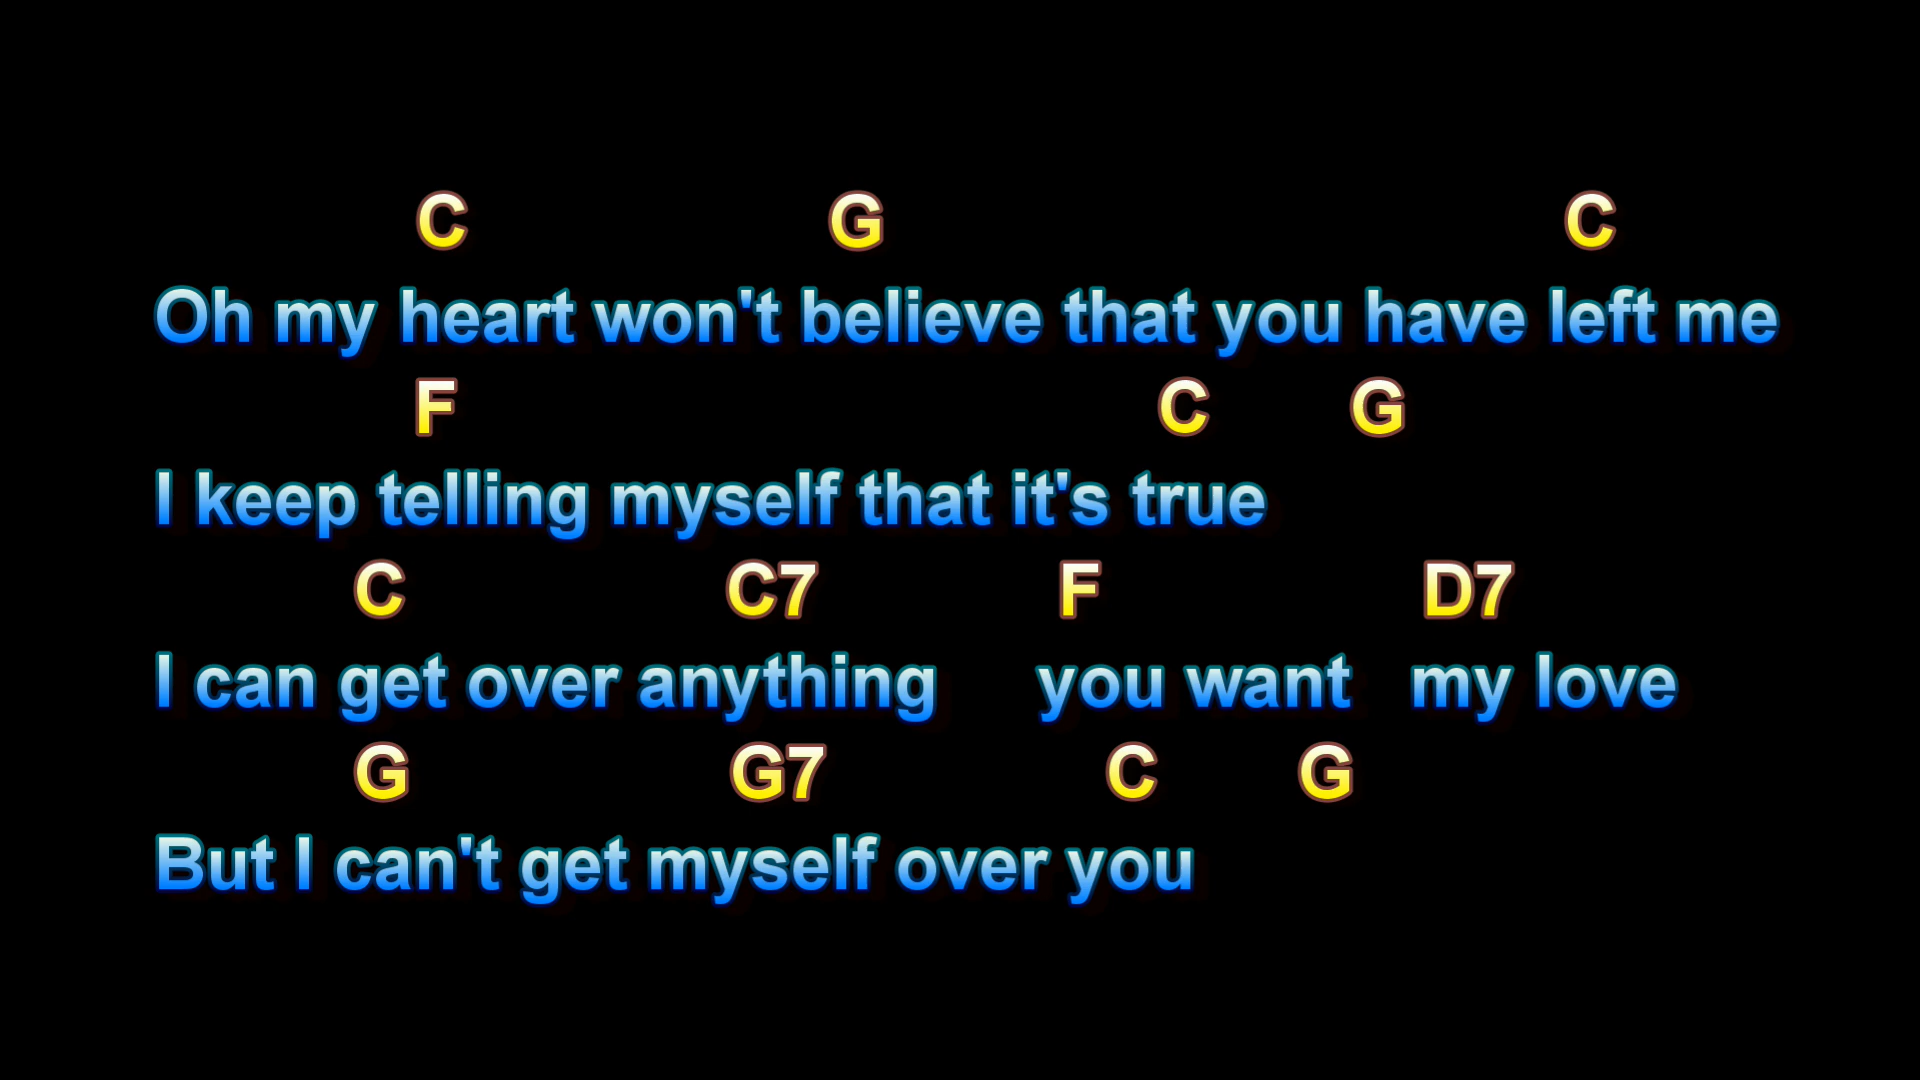 C G C
Oh my heart won't believe that you have left me
F C G
I keep telling myself that it's true
C C7 F D7
I can get over anything you want my love
G G7 C G
But I can't get myself over you